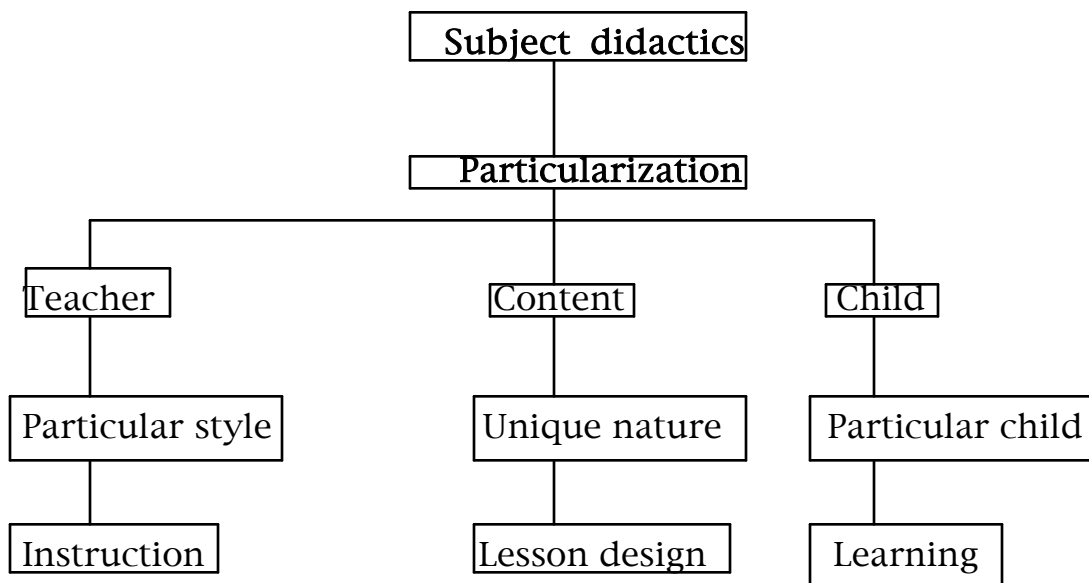 Subject didactics
Particularization
Teacher Content Child
Particular style Unique nature Particular child
Instruction Lesson design Learning